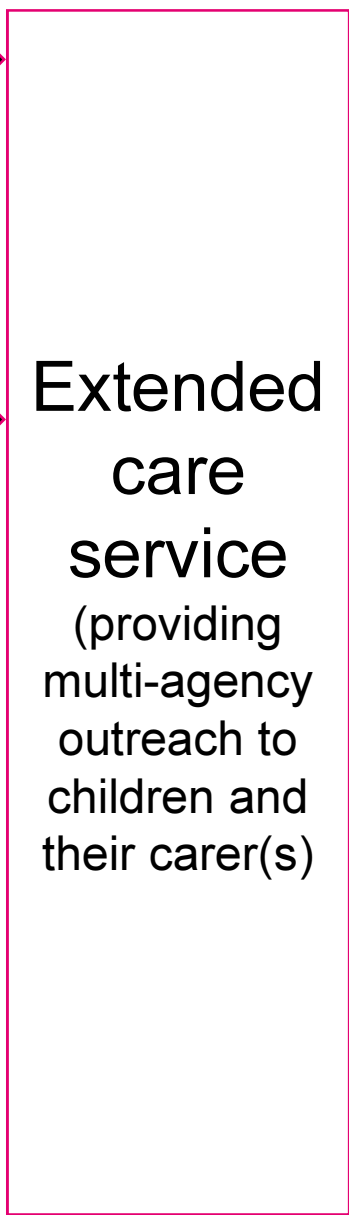 Extended
care
service
(providing
multi-agency
outreach to
children and
their carer(s)